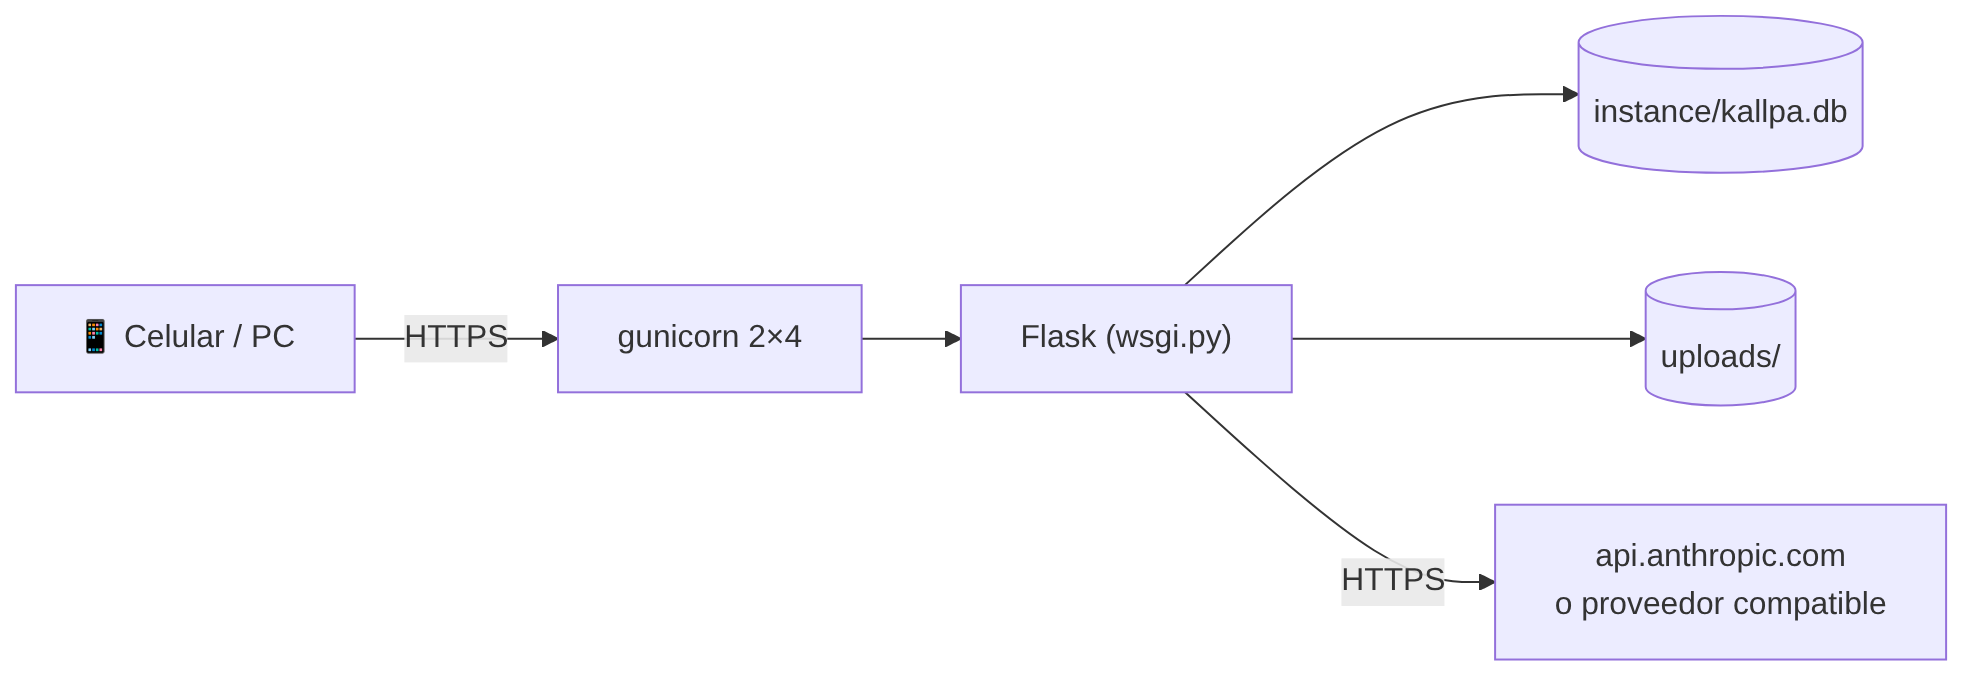 instance/kallpa.db
📱 Celular / PC
HTTPS
gunicorn 2×4
Flask (wsgi.py)
uploads/
HTTPS
api.anthropic.com
o proveedor compatible